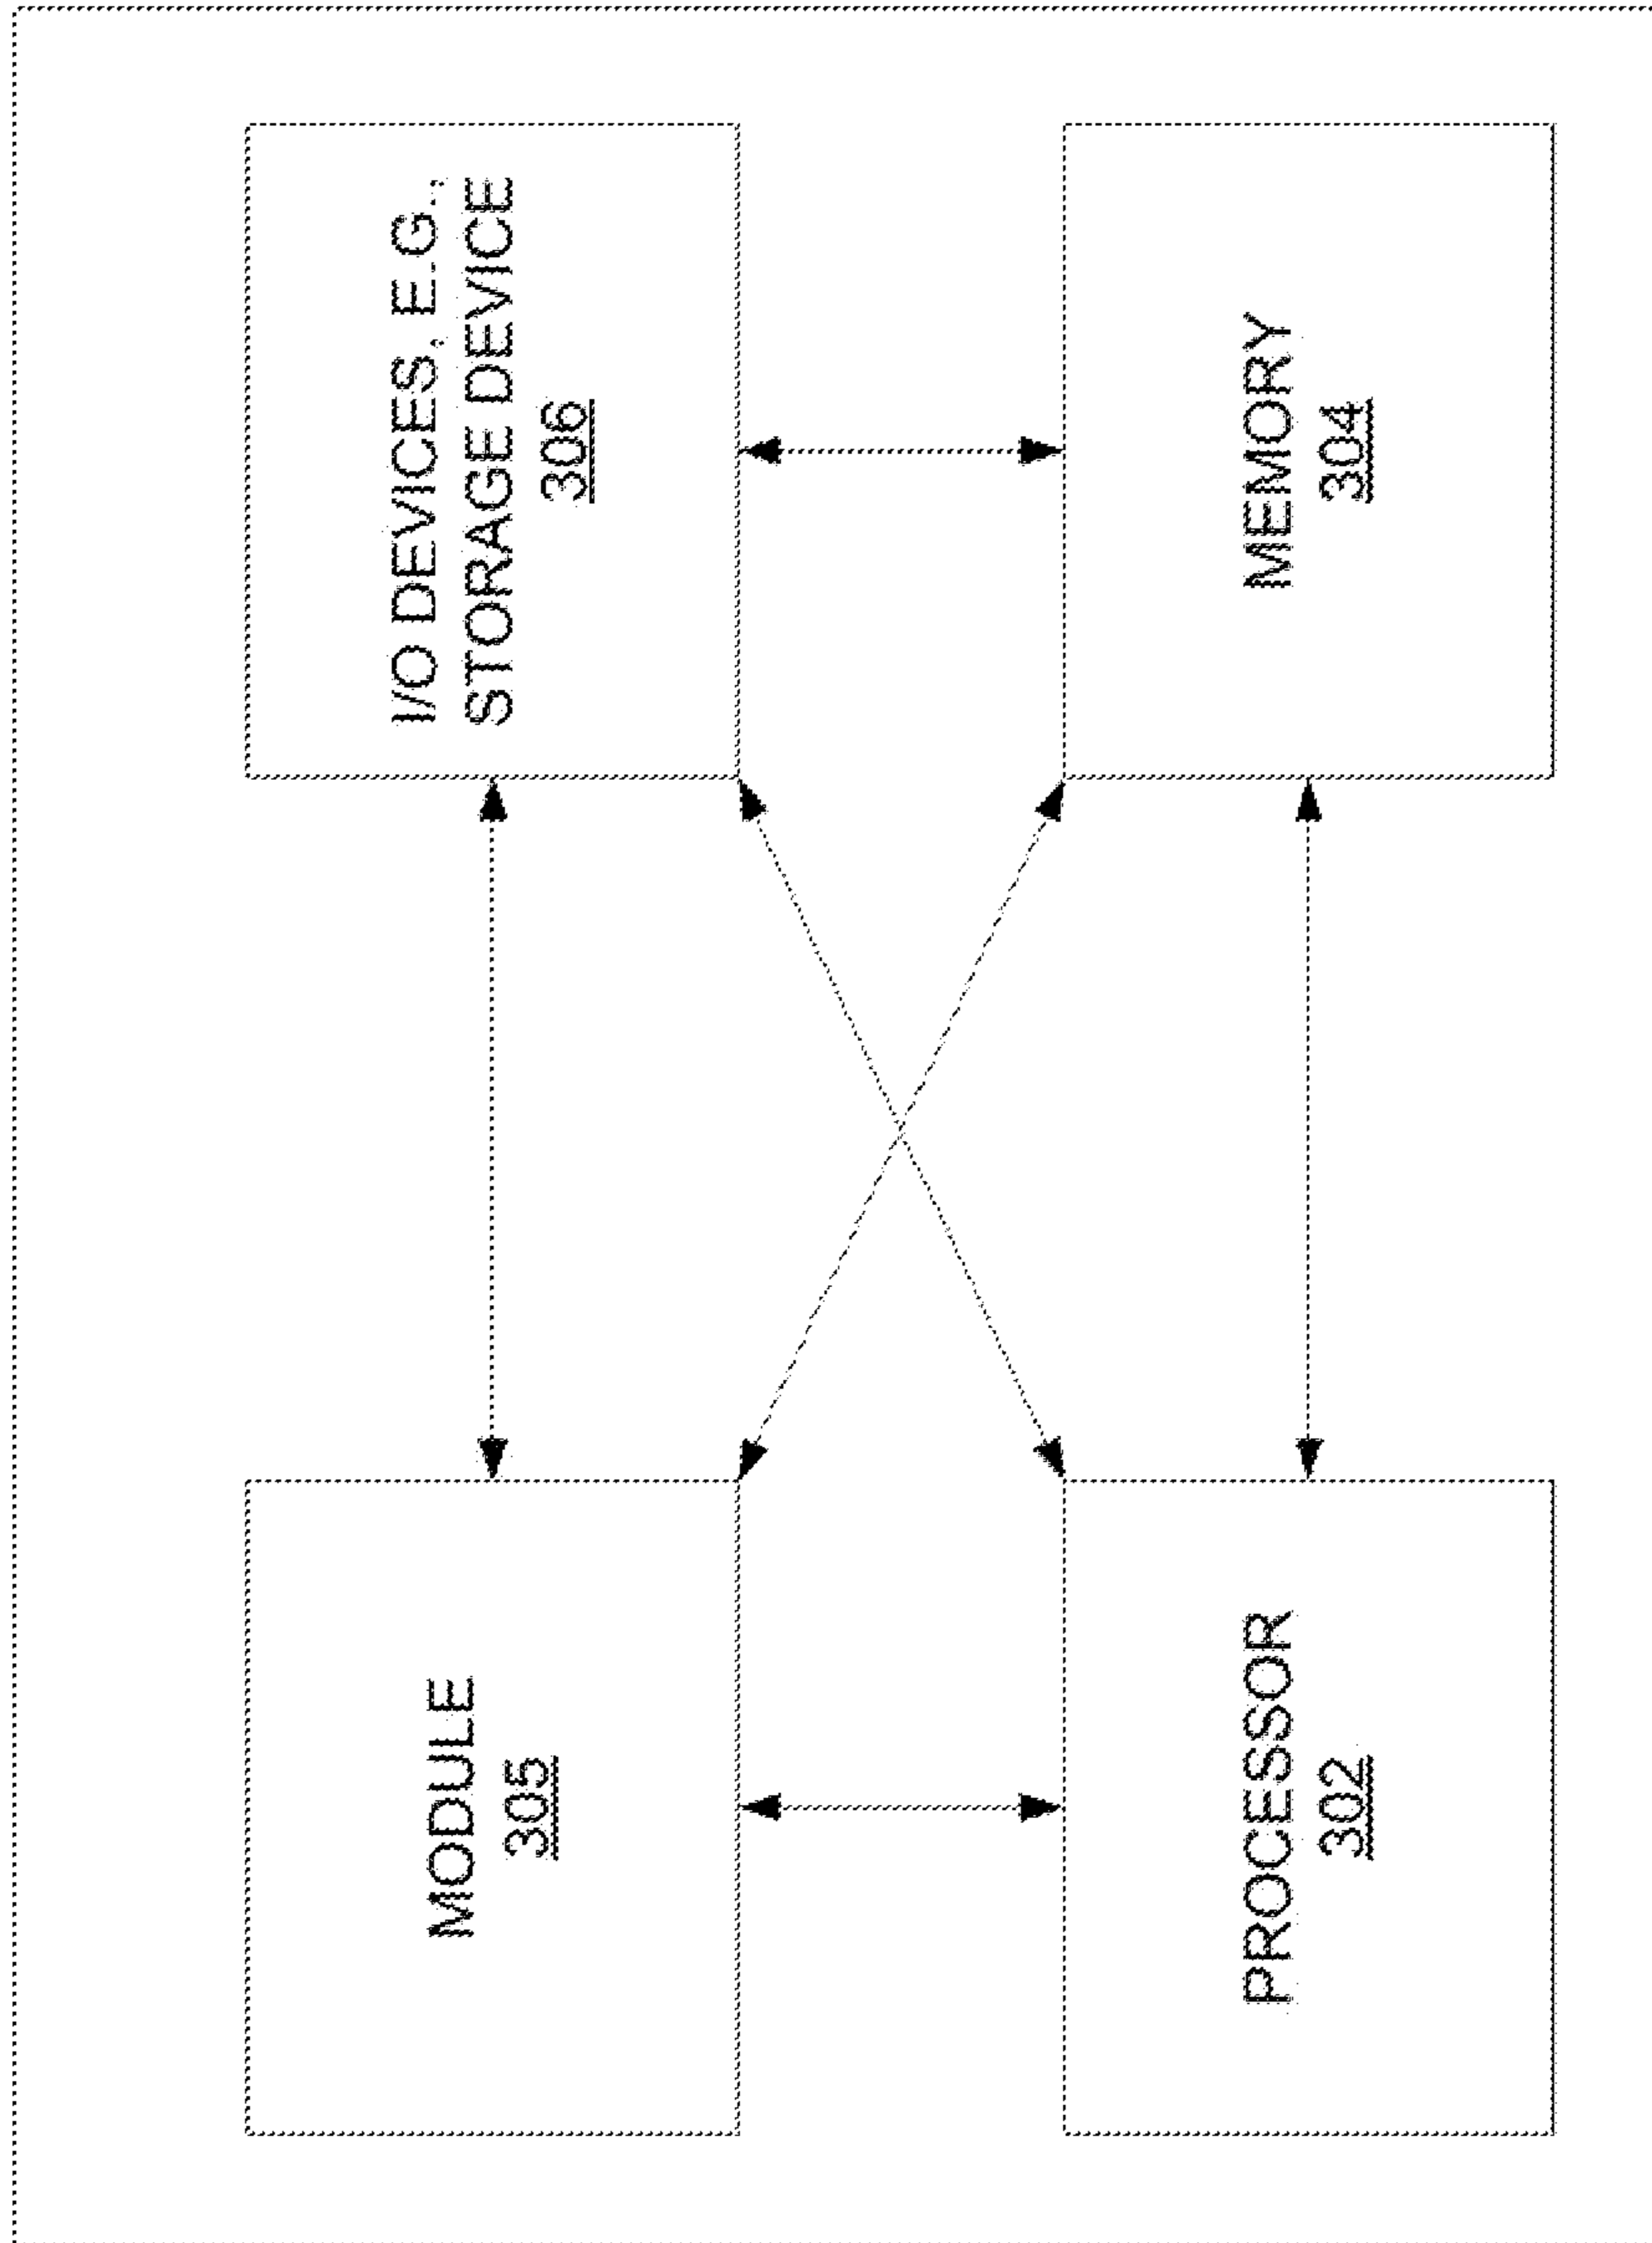 MODULE
305
I/O DEVICES, E.G.,
STORAGE DEVICE
306
PROCESSOR
302
MEMORY
304